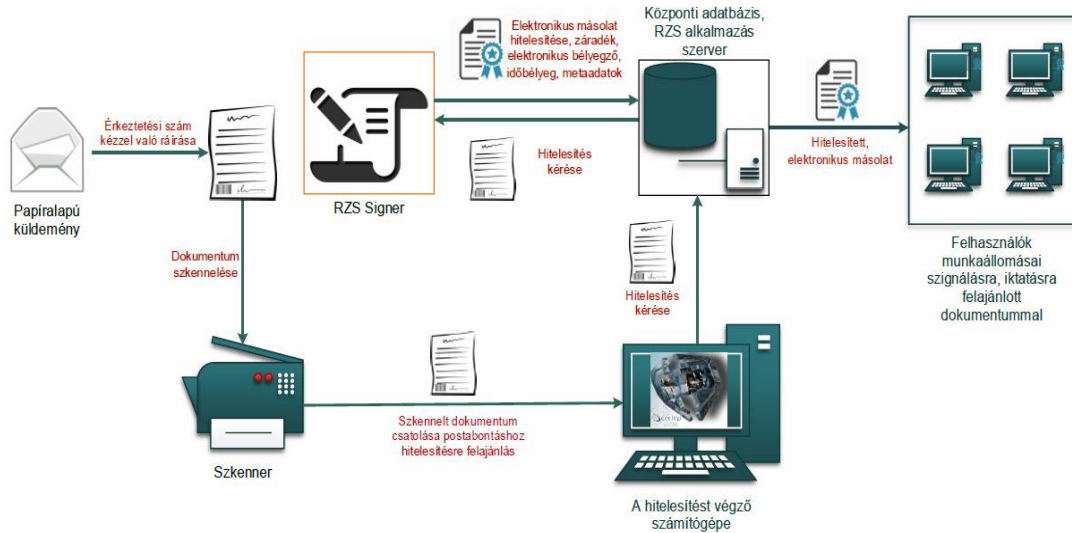 Elektronikus másolat
hitelesítése, záradék,
elektronikus bélyegző,
időbélyeg, metaadatok
Központi adatbázis,
RZS alkalmazás
szerver
Érkeztetési szám
kézzel való ráírása
Hitelesítés
kérése
Hitelesített,
elektronikus másolat
Papíralapú
küldemény
RZS Signer
Dokumentum
szkennelése
Hitelesítés
kérése
Felhasználók
munkaállomásai
szignálásra, iktatásra
felajánlott
dokumentummal
Szkennelt dokumentum
csatolása postabontáshoz
hitelesítésre felajánlás
Szkenner
A hitelesítést végző
számítógépe